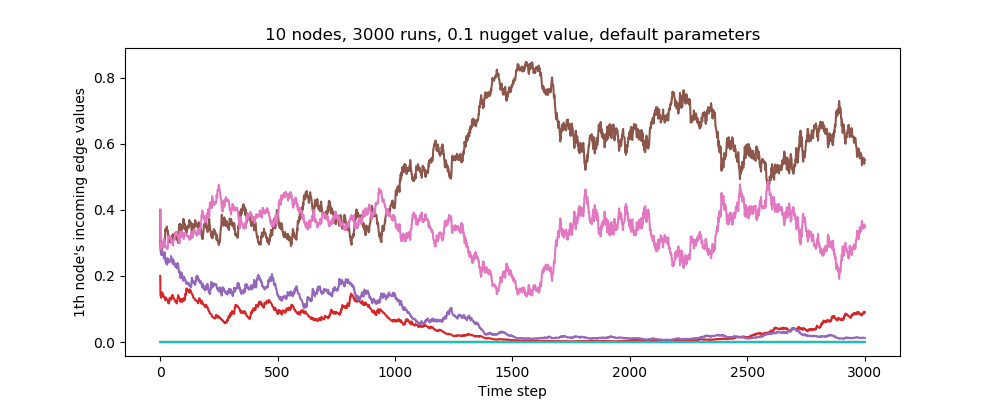 10 nodes, 3000 runs, 0.1 nugget value, default parameters
1th node's incoming edge values
0.8
0.6
0.4
0.2
0.0
0 500 1000 1500 2000 2500 3000
Time step